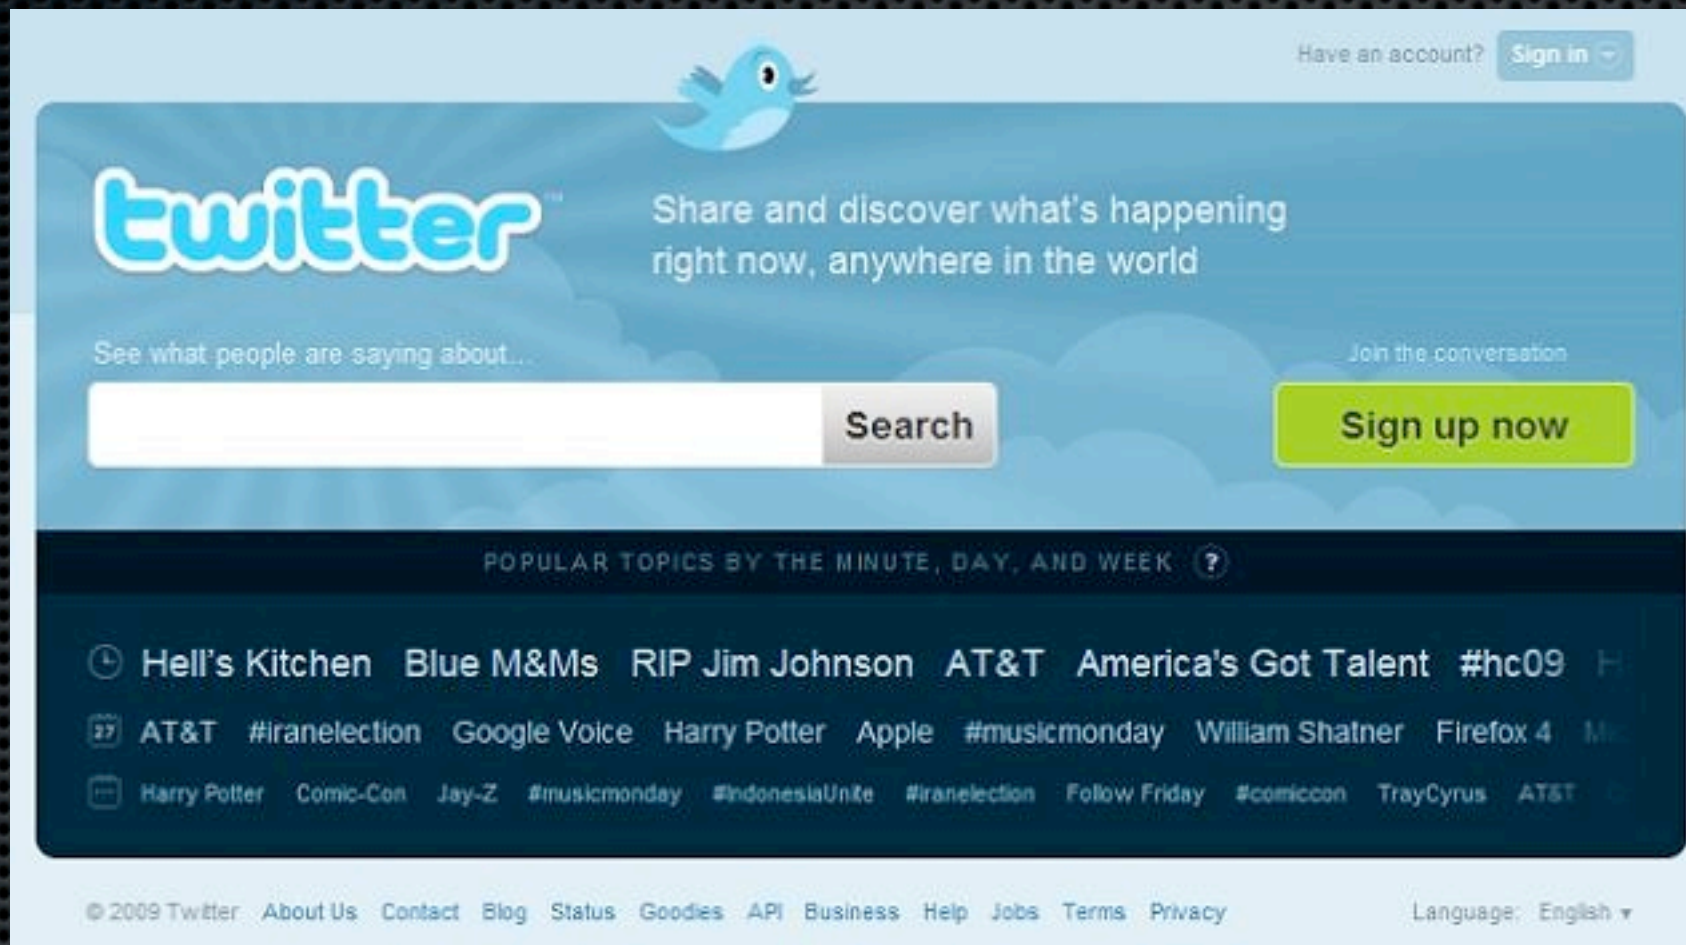 Have an account? Sign in
twitter™
Share and discover what's happening
right now, anywhere in the world
See what people are saying about...
Search
Join the conversation
Sign up now
POPULAR TOPICS BY THE MINUTE, DAY, AND WEEK ?
Hell's Kitchen Blue M&Ms RIP Jim Johnson AT&T America's Got Talent #hc09
27 AT&T #iranelection Google Voice Harry Potter Apple #musicmonday William Shatner Firefox 4
Harry Potter Comic-Con Jay-Z #musicmonday #IndonesiaUnite #iranelection Follow Friday #comiccon TrayCyrus AT&T
© 2009 Twitter About Us Contact Blog Status Goodies API Business Help Jobs Terms Privacy Language: English